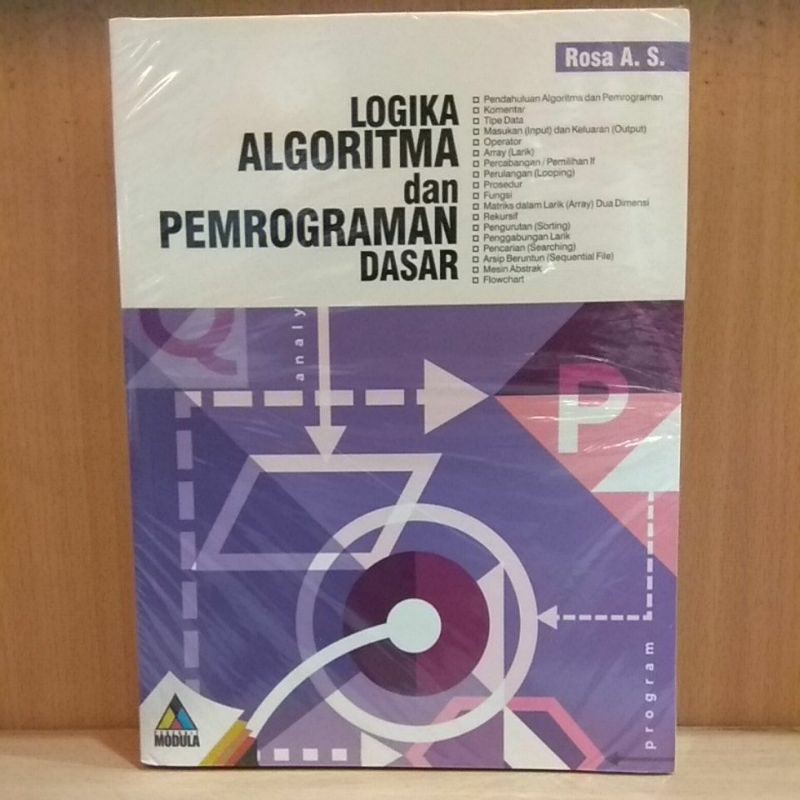 Rosa A. S.
LOGIKA
ALGORITMA
dan
PEMROGRAMAN
DASAR
Pendahuluan Algoritma dan Pemrograman
Komentar
Tipe Data
Masukan (Input) dan Keluaran (Output)
Operator
Array (Larik)
Percabangan / Pemilihan If
Perulangan (Looping)
Prosedur
Fungsi
Matriks dalam Larik (Array) Dua Dimensi
Rekursif
Pengurutan (Sorting)
Penggabungan Larik
Pencarian (Searching)
Arsip Beruntun (Sequential File)
Mesin Abstrak
Flowchart
Q
analy
P
program
MODULA